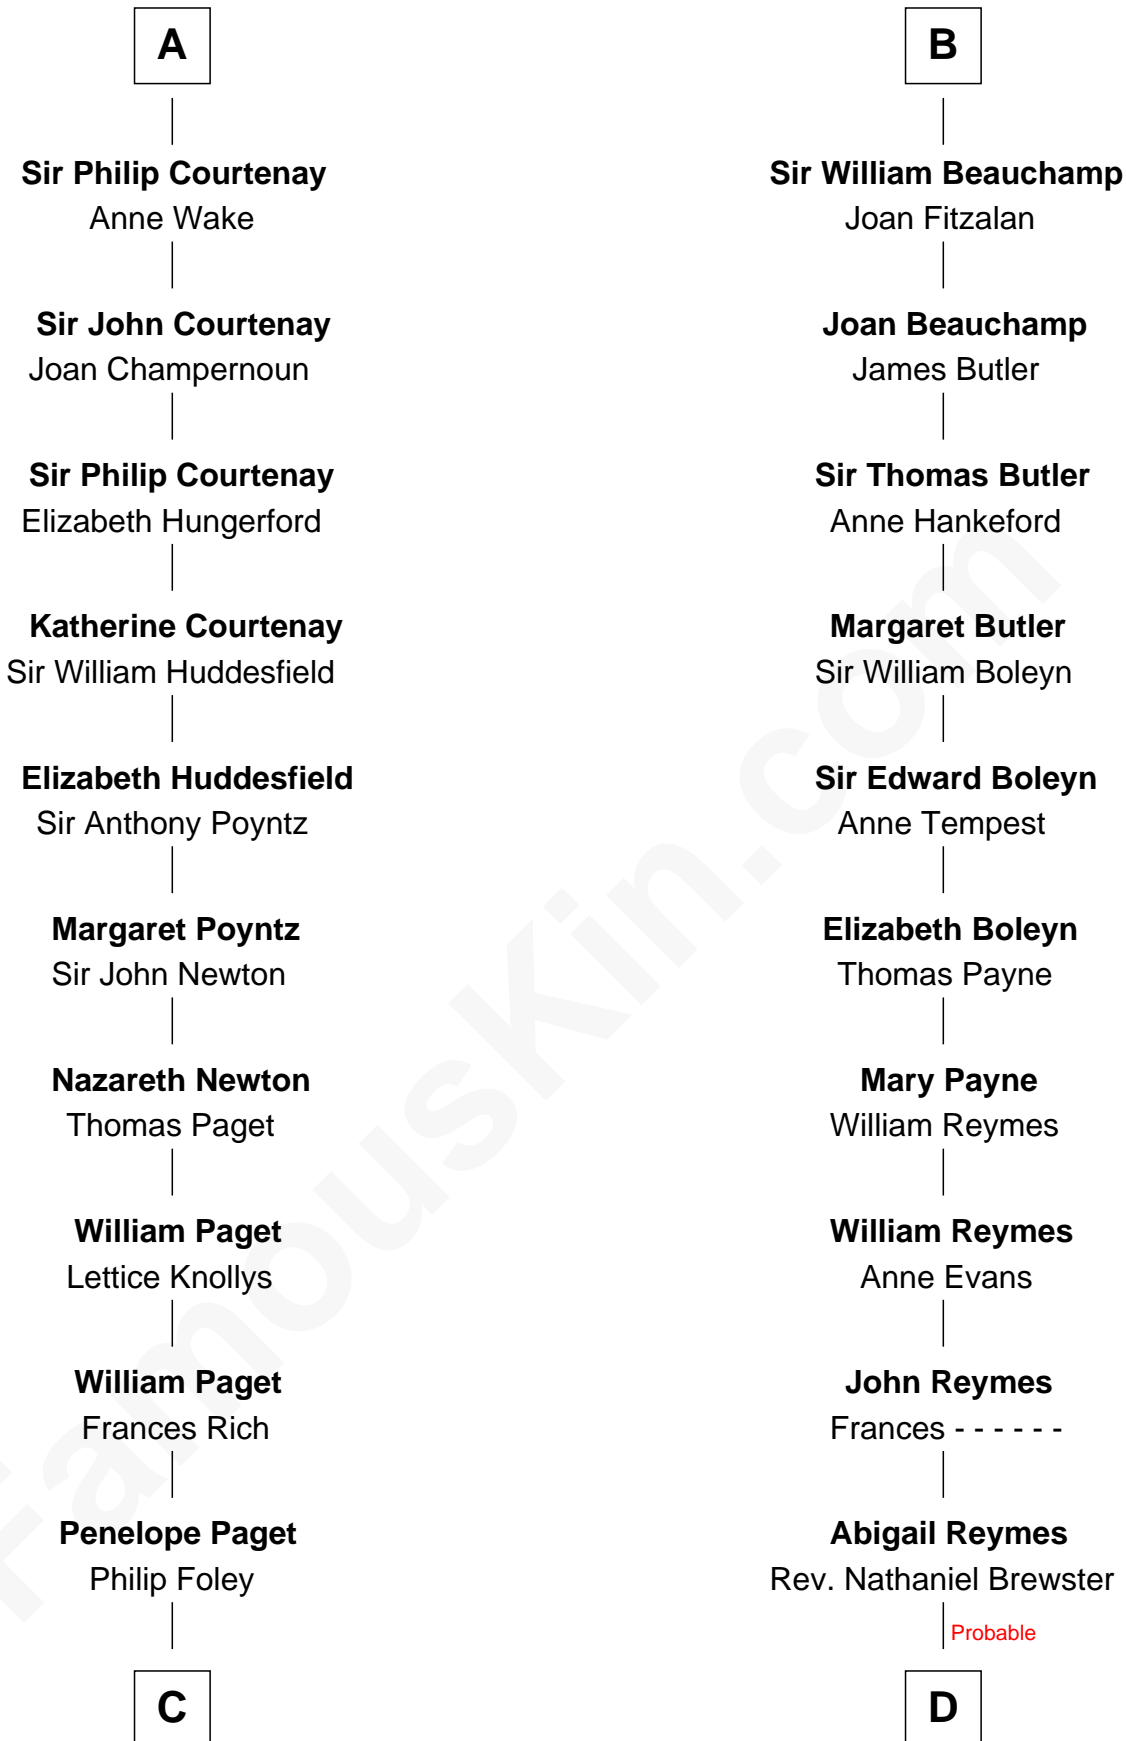 A
Sir Philip Courtenay
Anne Wake
Sir John Courtenay
Joan Champernoun
Sir Philip Courtenay
Elizabeth Hungerford
Katherine Courtenay
Sir William Huddesfield
Elizabeth Huddesfield
Sir Anthony Poyntz
Margaret Poyntz
Sir John Newton
Nazareth Newton
Thomas Paget
William Paget
Lettice Knollys
William Paget
Frances Rich
Penelope Paget
Philip Foley
C
B
Sir William Beauchamp
Joan Fitzalan
Joan Beauchamp
James Butler
Sir Thomas Butler
Anne Hankeford
Margaret Butler
Sir William Boleyn
Sir Edward Boleyn
Anne Tempest
Elizabeth Boleyn
Thomas Payne
Mary Payne
William Reymes
William Reymes
Anne Evans
John Reymes
Frances - - - - - -
Abigail Reymes
Rev. Nathaniel Brewster
Probable
D
FamousKin.com